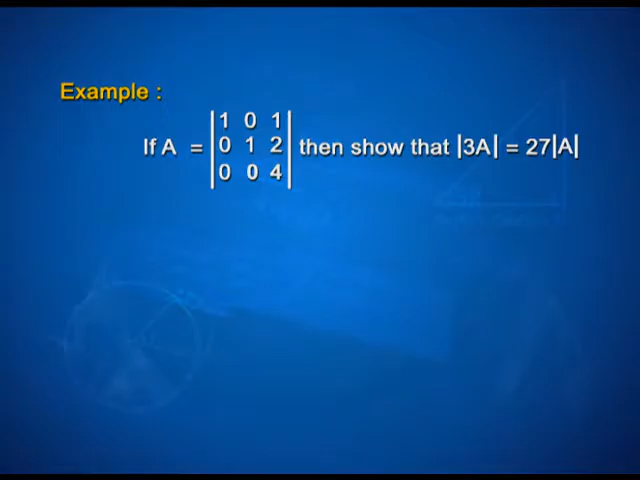 Example :
1 0 1
If A = 0 1 2 then show that |3A| = 27|A|
0 0 4